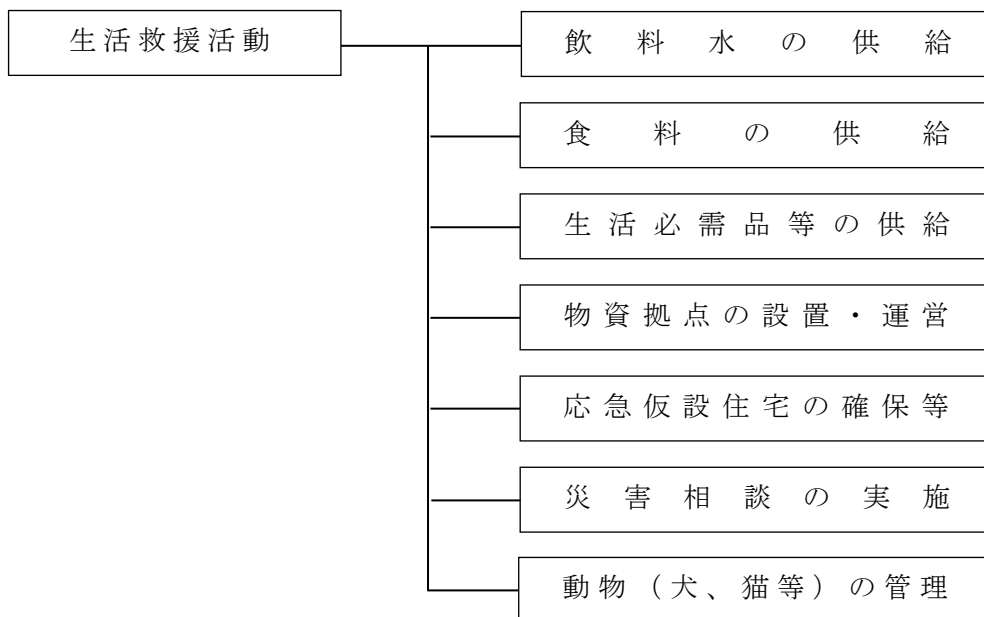 生活救援活動
飲料水の供給
食料の供給
生活必需品等の供給
物資拠点の設置・運営
応急仮設住宅の確保等
災害相談の実施
動物（犬、猫等）の管理